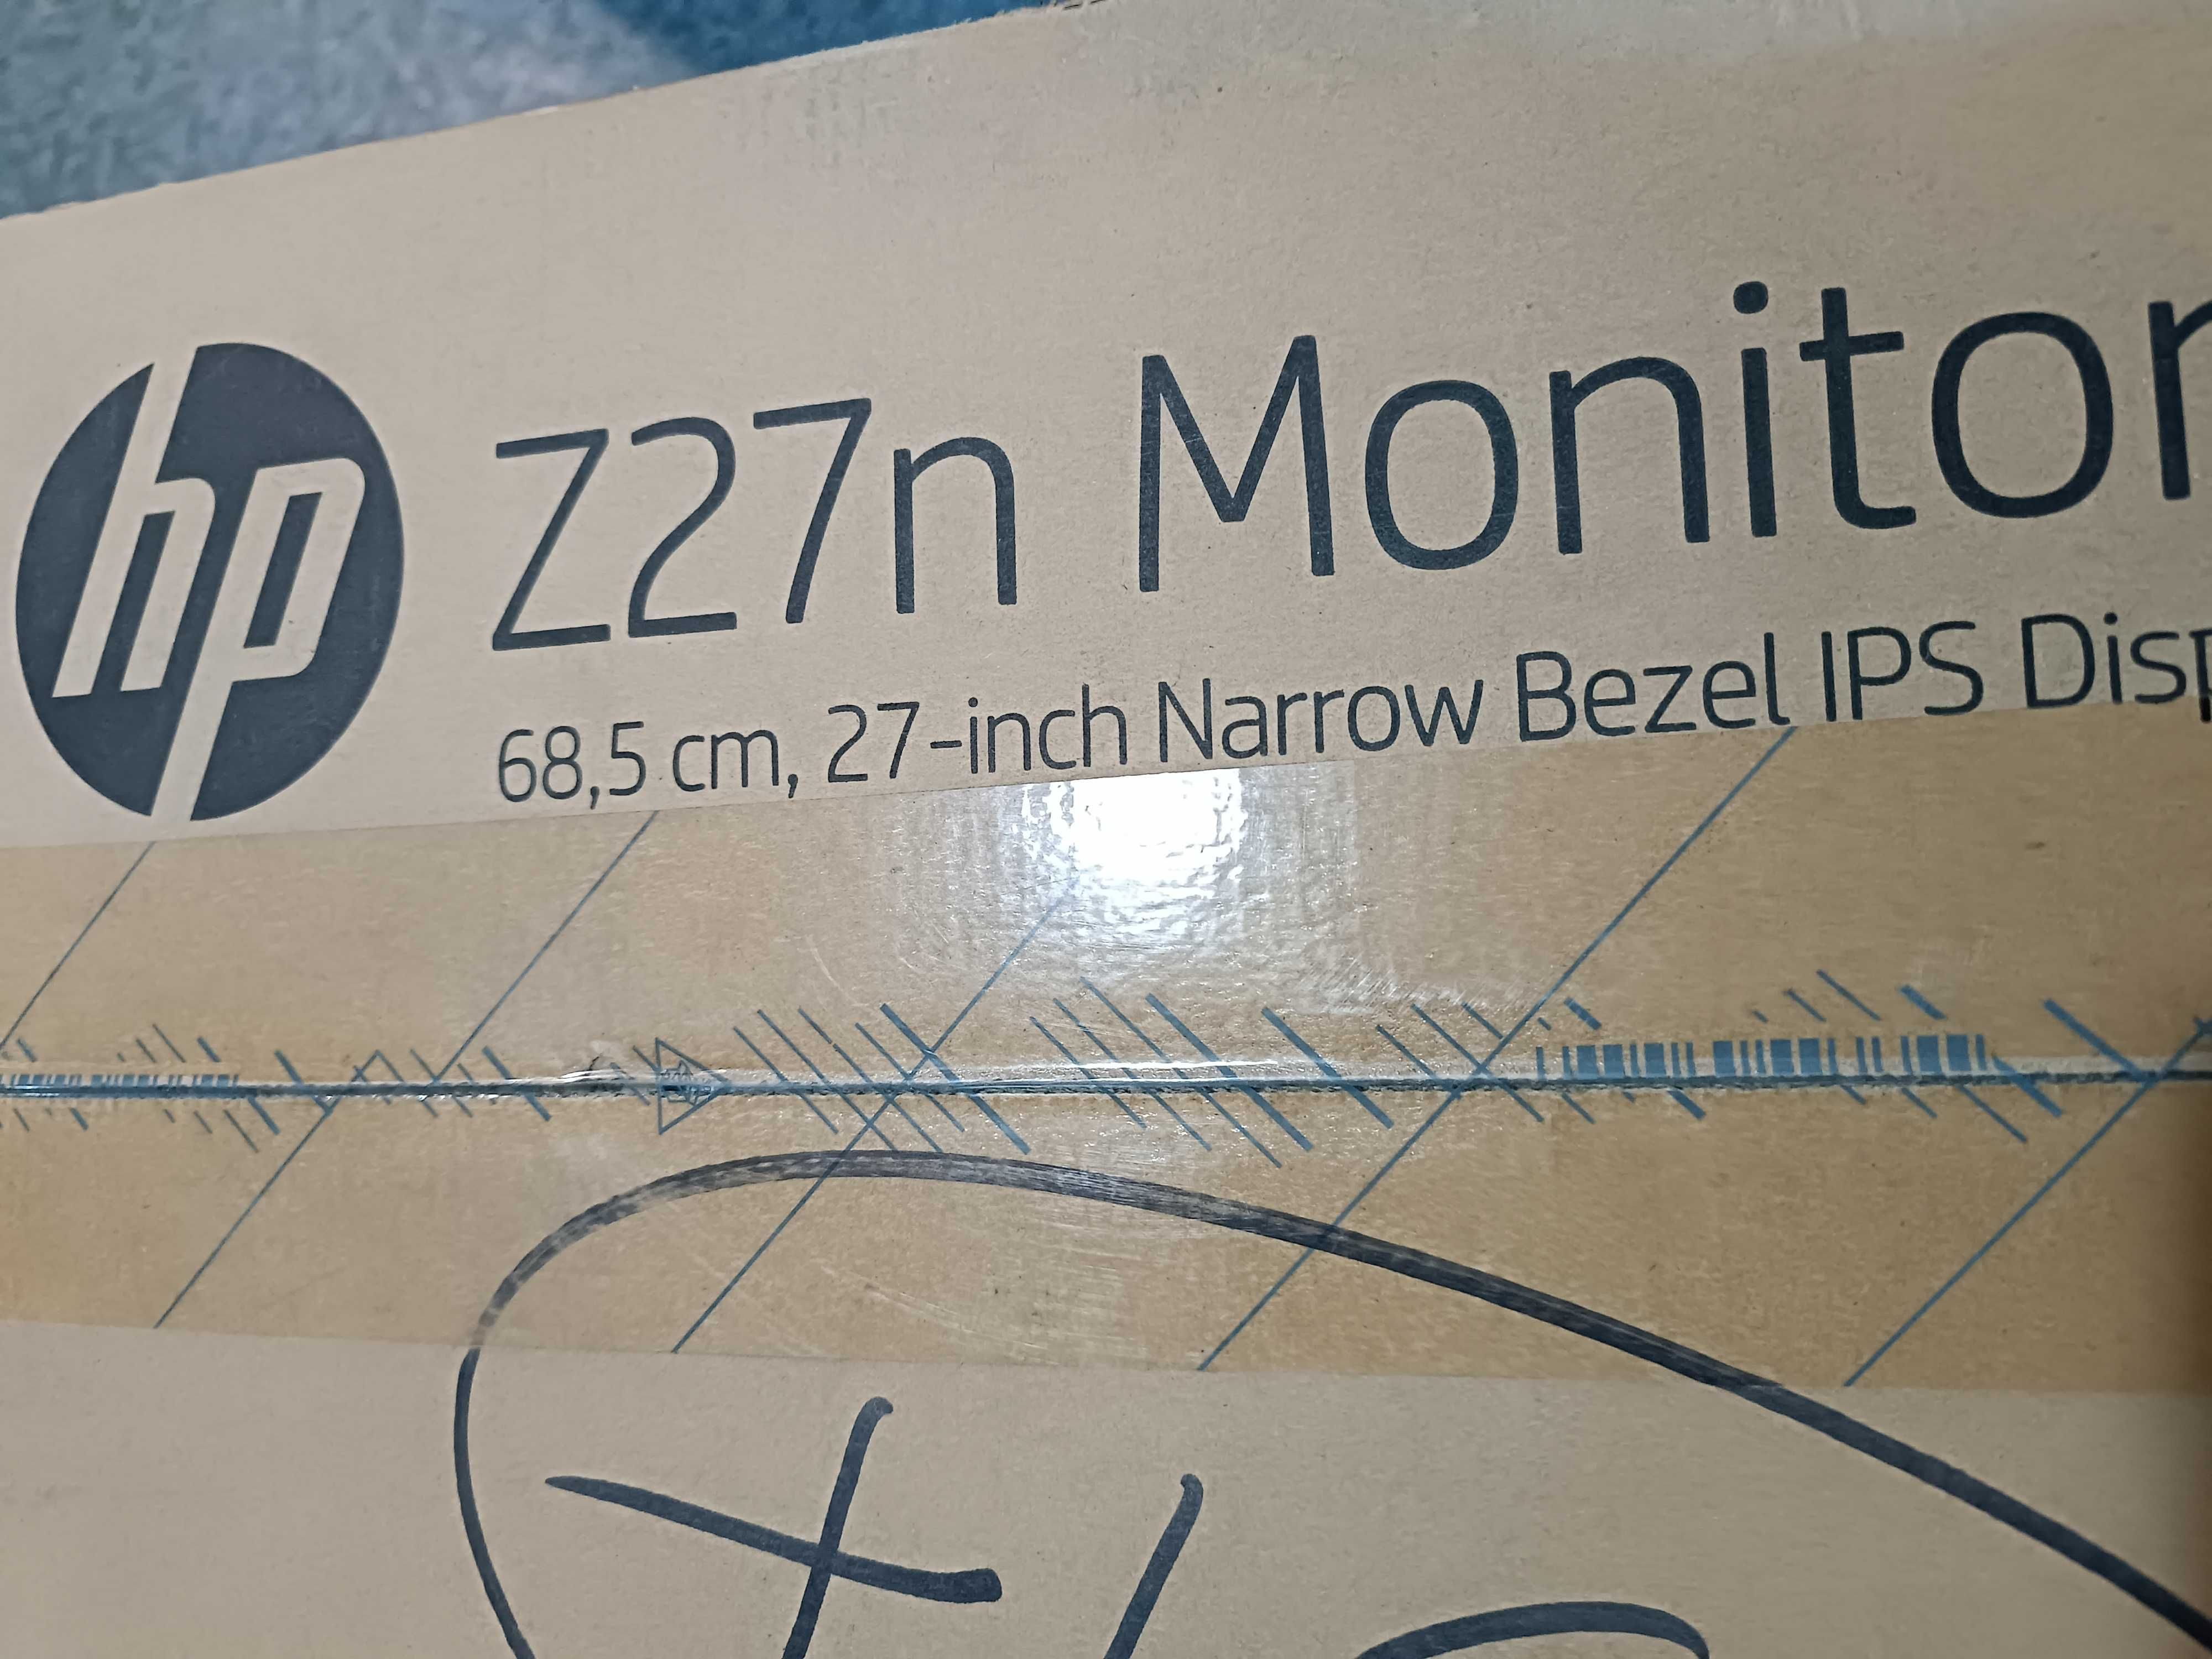 hp Z27n Monitor
68,5 cm, 27-inch Narrow Bezel IPS Disp